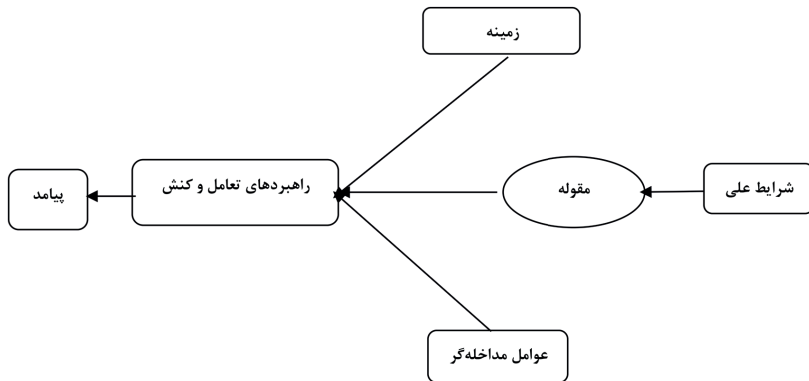 زمینه
شرایط علی
مقوله
راهبردهای تعامل و کنش
پیامد
عوامل مداخله‌گر